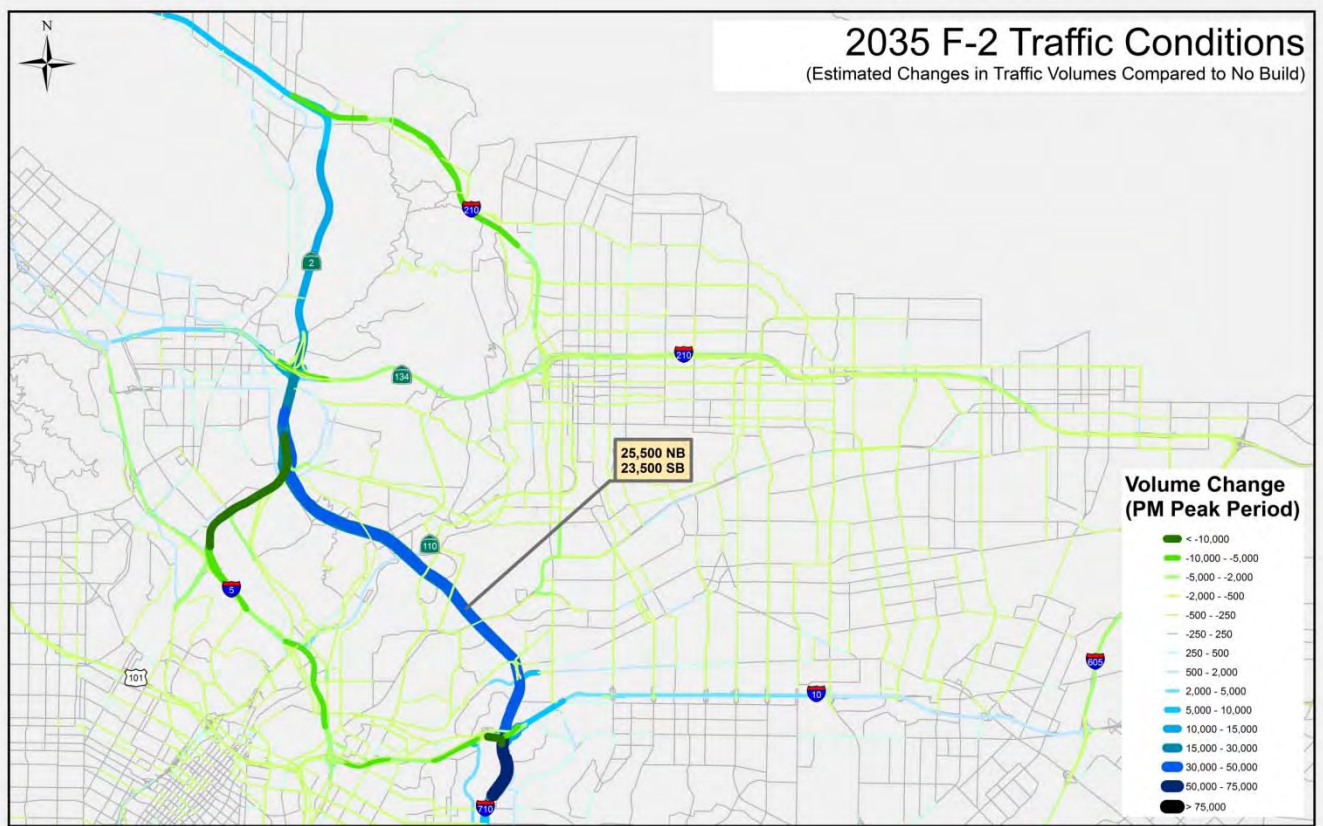 N
2035 F-2 Traffic Conditions
(Estimated Changes in Traffic Volumes Compared to No Build)
210
2
210
134
25,500 NB
23,500 SB
110
5
101
605
10
710
Volume Change
(PM Peak Period)
< -10,000
-10,000 - -5,000
-5,000 - -2,000
-2,000 - -500
-500 - -250
-250 - 250
250 - 500
500 - 2,000
2,000 - 5,000
5,000 - 10,000
10,000 - 15,000
15,000 - 30,000
30,000 - 50,000
50,000 - 75,000
> 75,000